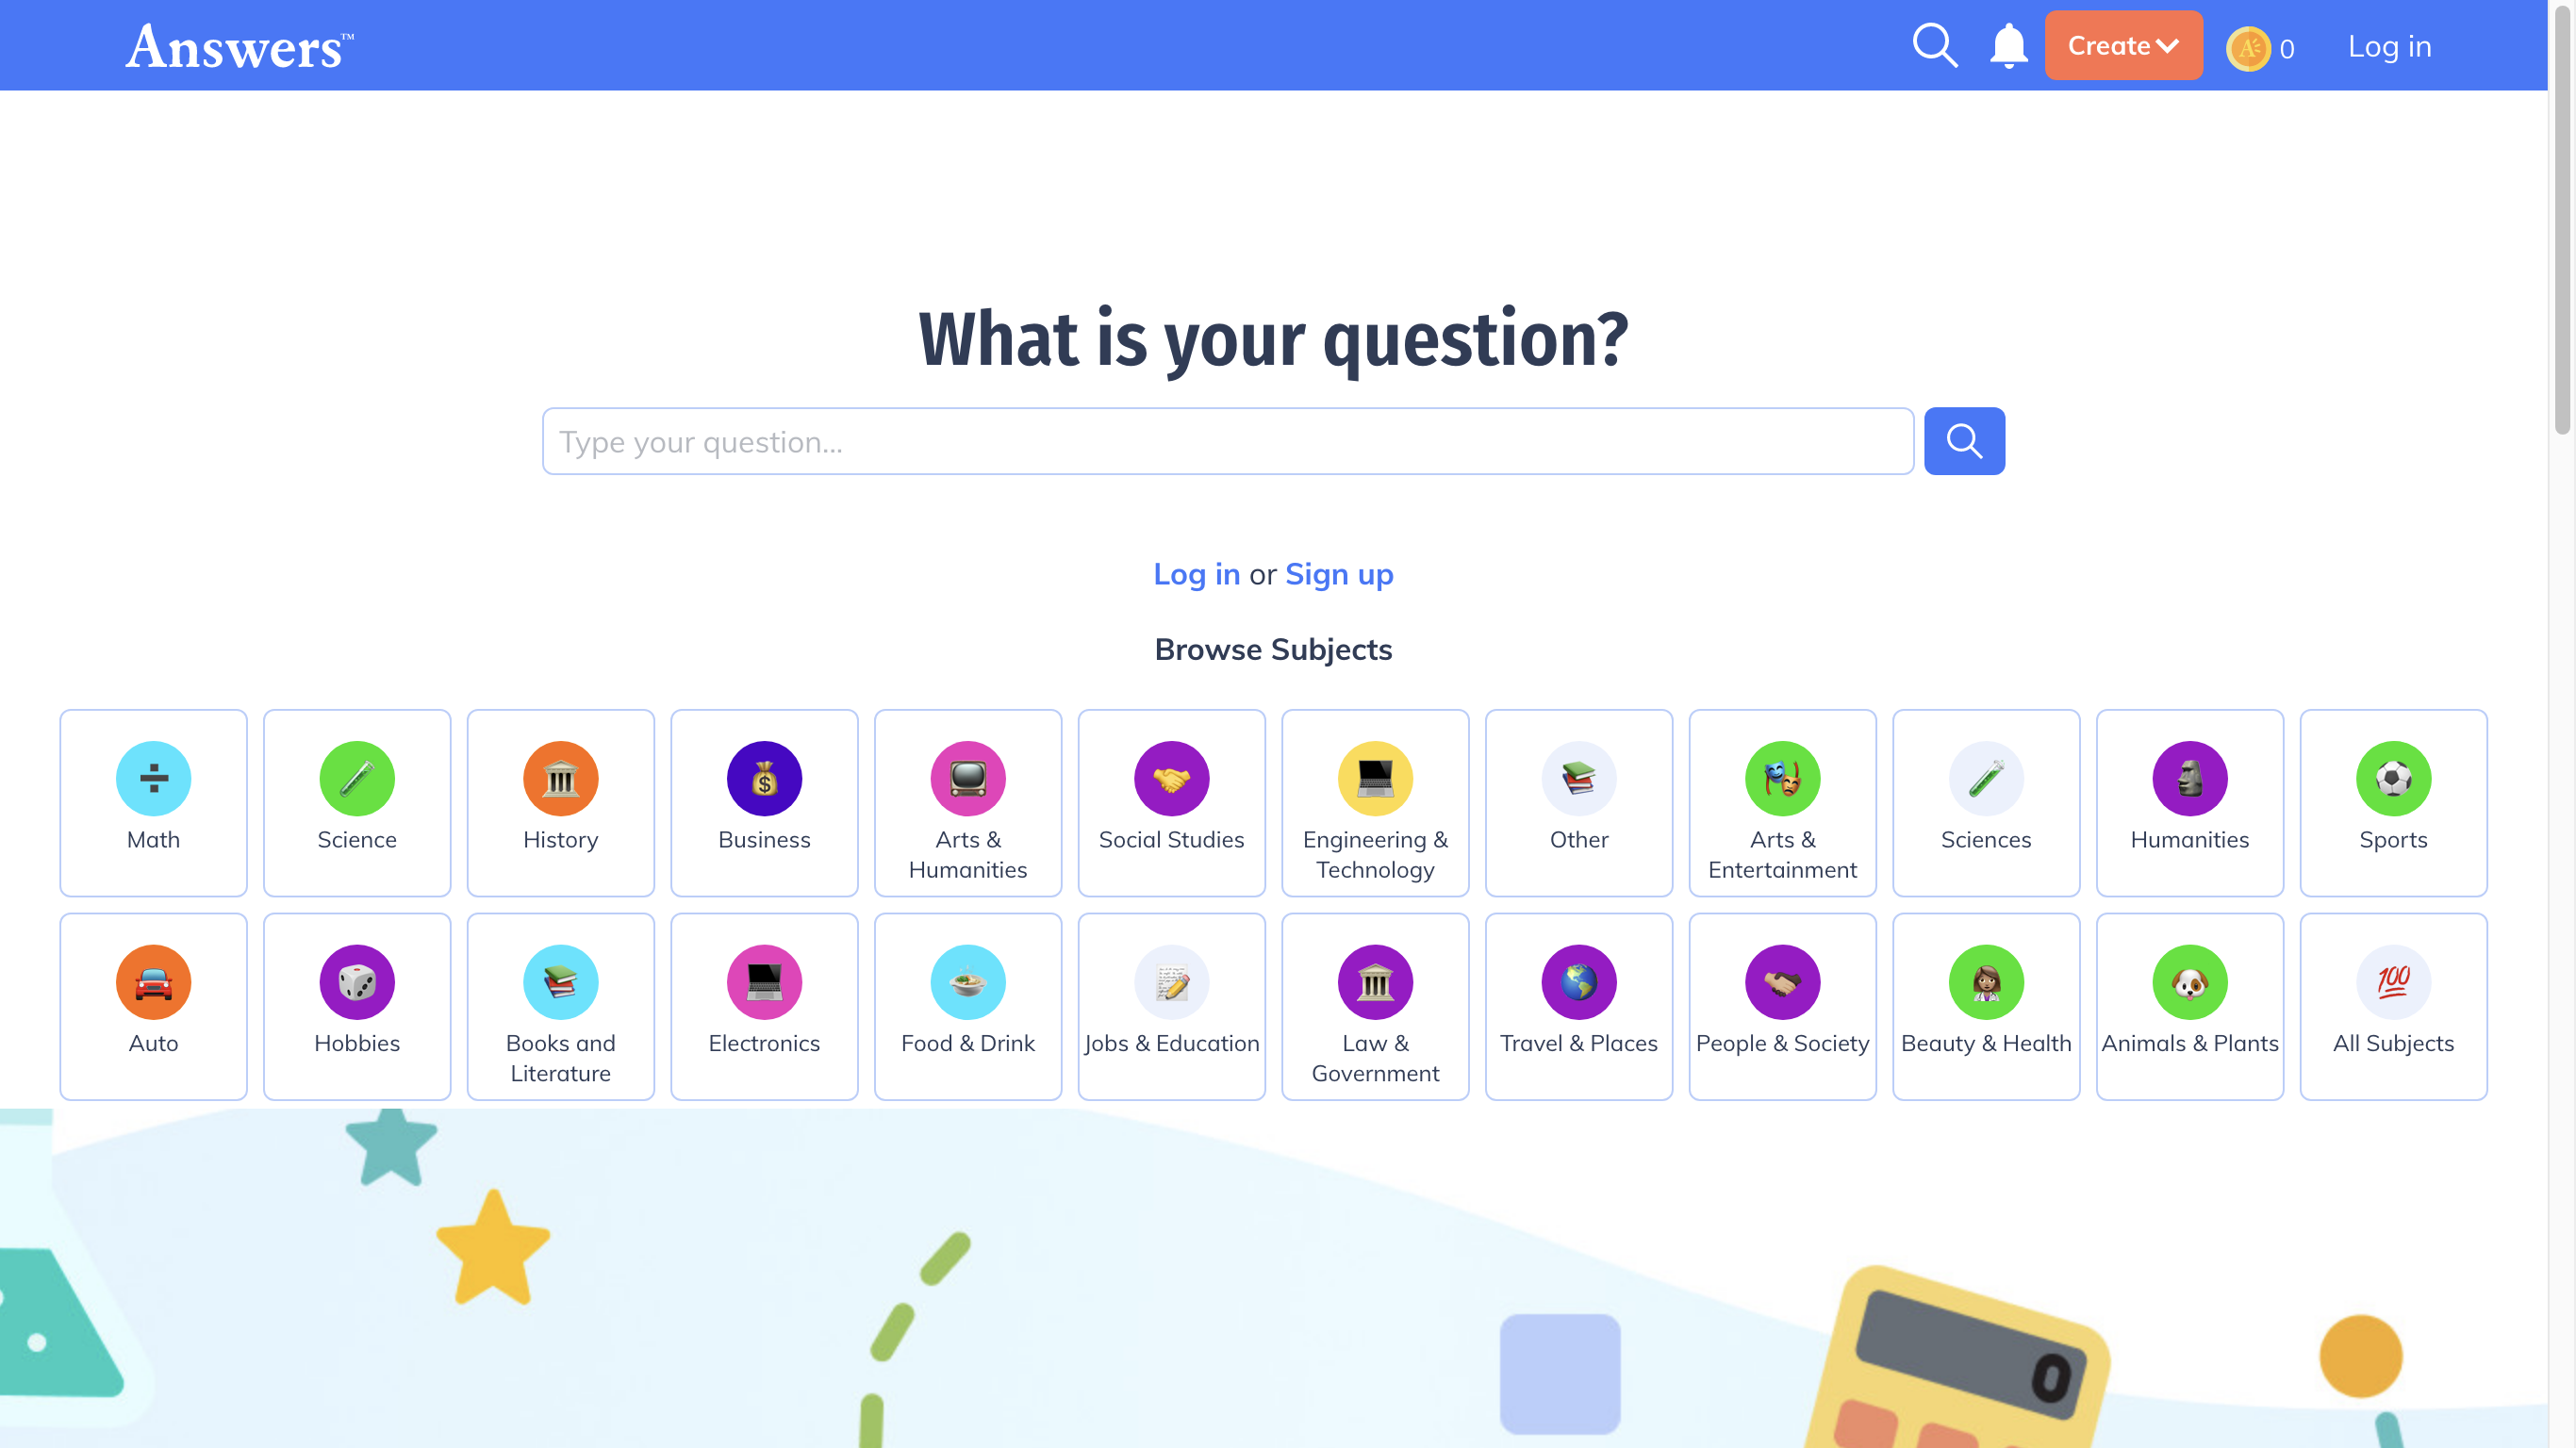 Answers™
Create
0
Log in
What is your question?
Type your question...
Log in or Sign up
Browse Subjects
Math
Science
History
Business
Arts &
Humanities
Social Studies
Engineering &
Technology
Other
Arts &
Entertainment
Sciences
Humanities
Sports
Auto
Hobbies
Books and
Literature
Electronics
Food & Drink
Jobs & Education
Law &
Government
Travel & Places
People & Society
Beauty & Health
Animals & Plants
100
All Subjects
0